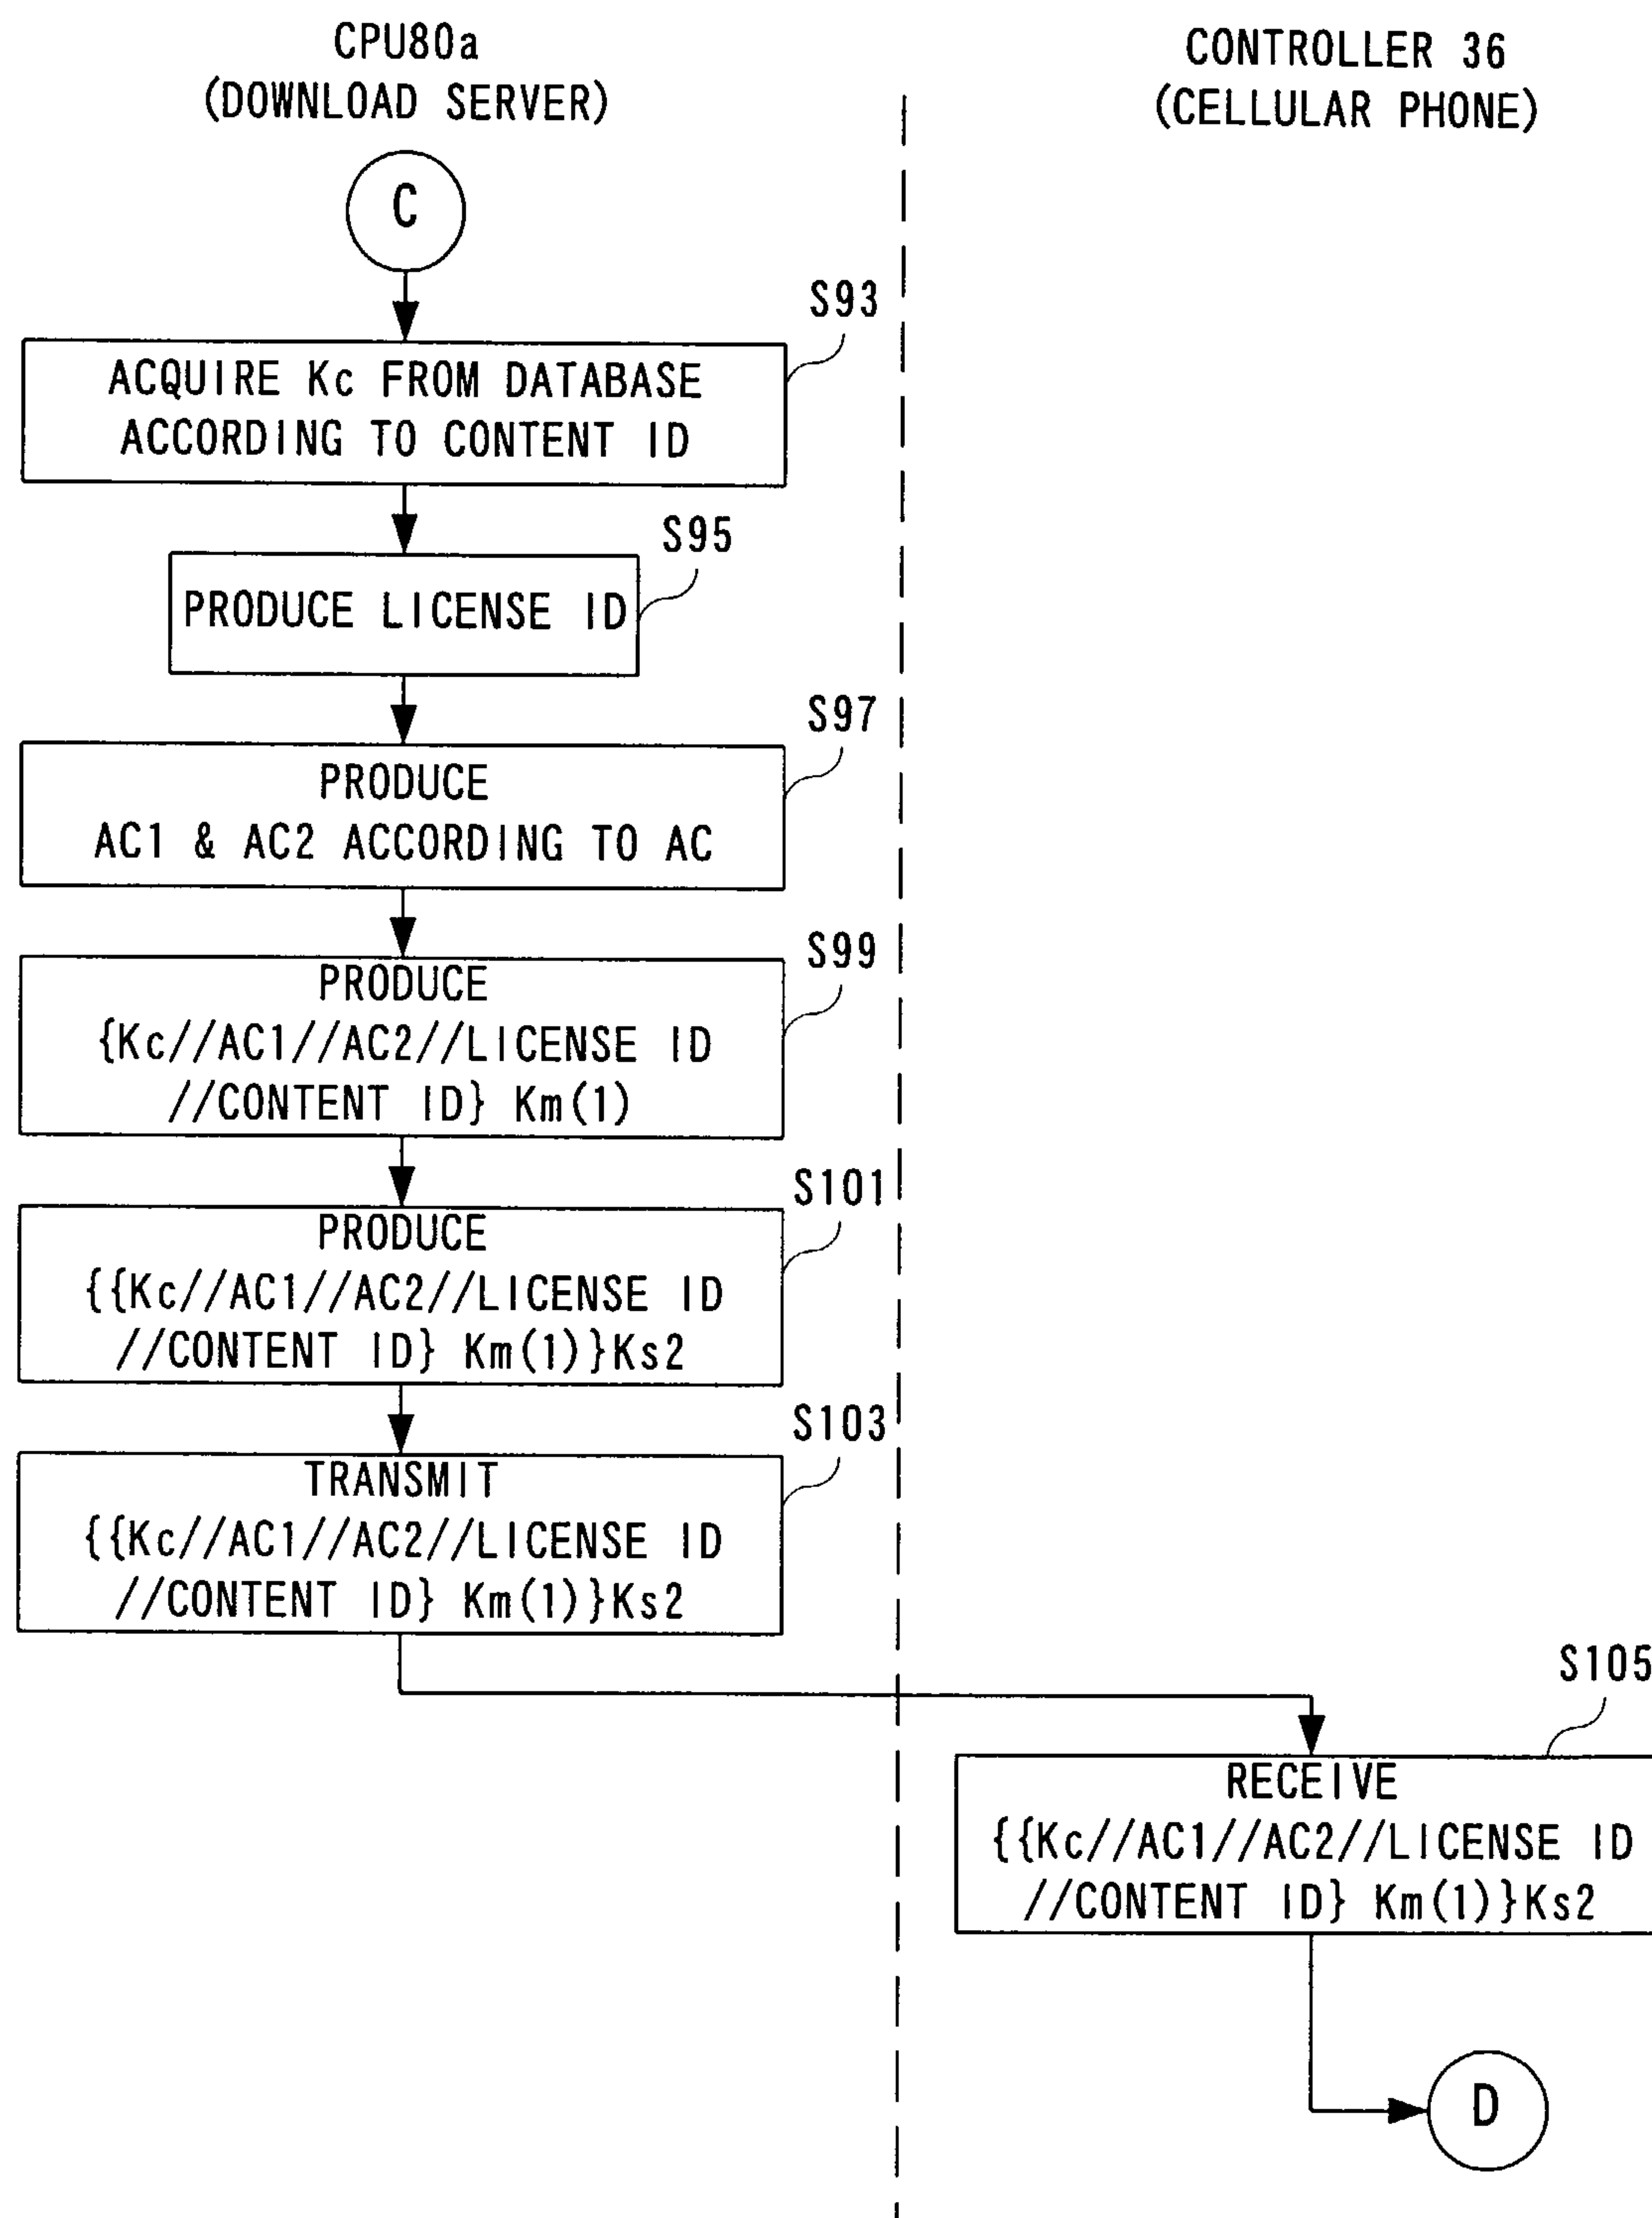 CPU80a
(DOWNLOAD SERVER)
CONTROLLER 36
(CELLULAR PHONE)
C
S93
ACQUIRE Kc FROM DATABASE
ACCORDING TO CONTENT ID
S95
PRODUCE LICENSE ID
S97
PRODUCE
AC1 & AC2 ACCORDING TO AC
S99
PRODUCE
{Kc//AC1//AC2//LICENSE ID
//CONTENT ID} Km(1)
S101
PRODUCE
{{Kc//AC1//AC2//LICENSE ID
//CONTENT ID} Km(1)}Ks2
S103
TRANSMIT
{{Kc//AC1//AC2//LICENSE ID
//CONTENT ID} Km(1)}Ks2
S105
RECEIVE
{{Kc//AC1//AC2//LICENSE ID
//CONTENT ID} Km(1)}Ks2
D